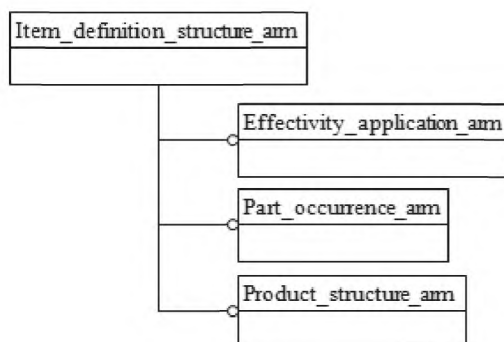 Item_definition_structure_arm
Effectivity_application_arm
Part_occurrence_arm
Product_structure_arm